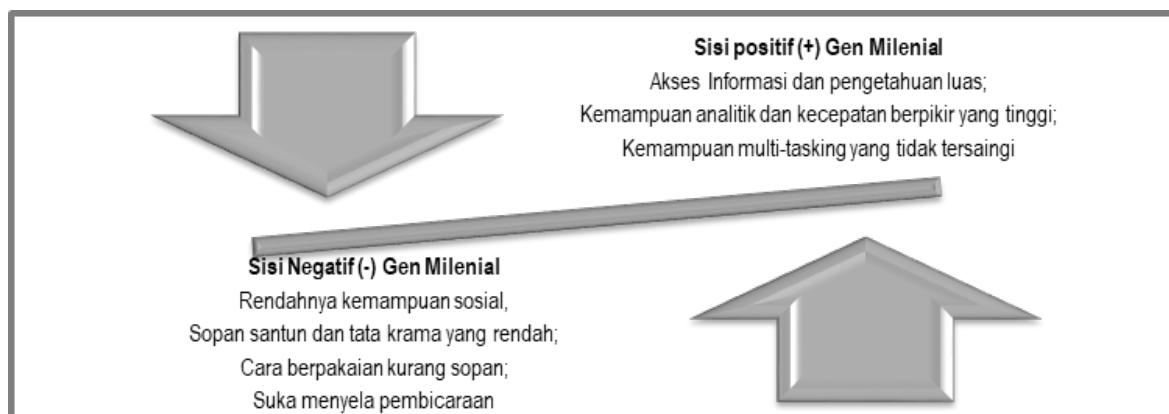 Sisi positif (+) Gen Milenial
Akses Informasi dan pengetahuan luas;
Kemampuan analitik dan kecepatan berpikir yang tinggi;
Kemampuan multi-tasking yang tidak tersaingi
Sisi Negatif (-) Gen Milenial
Rendahnya kemampuan sosial,
Sopan santun dan tata krama yang rendah;
Cara berpakaian kurang sopan;
Suka menyela pembicaraan